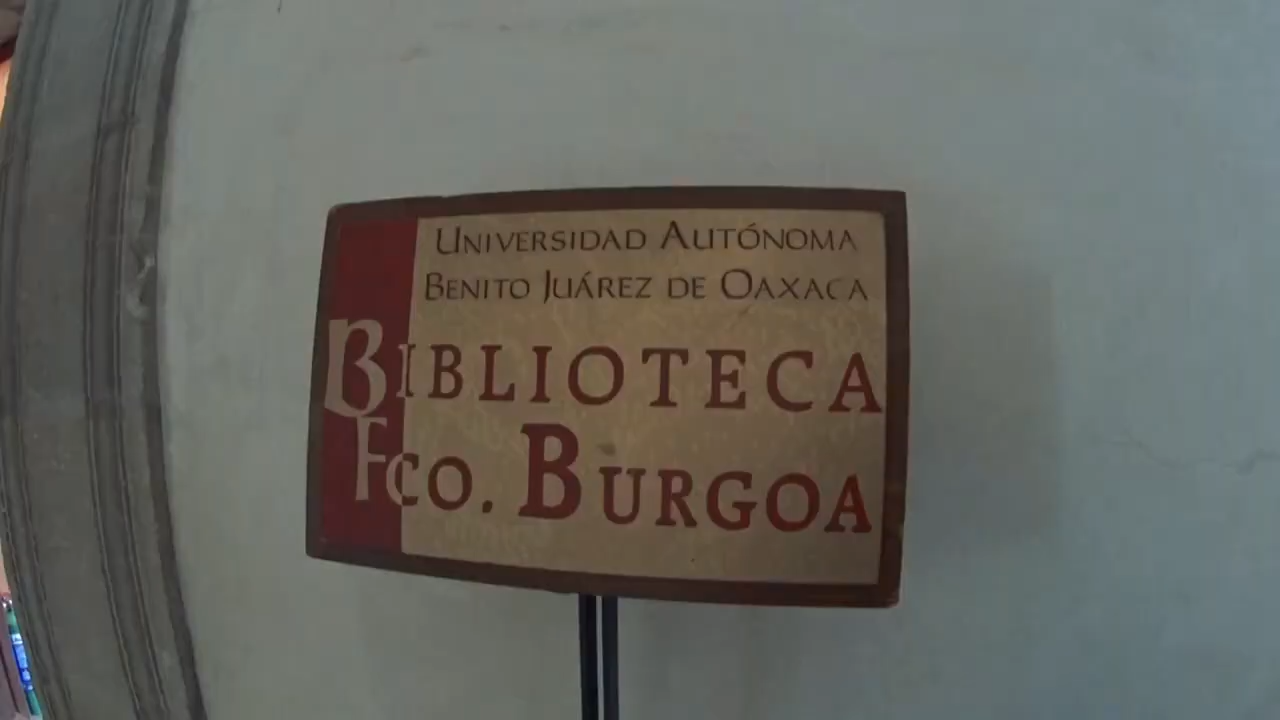 UNIVERSIDAD AUTÓNOMA
BENITO JUÁREZ DE OAXACA
BIBLIOTECA
FCO. BURGOA